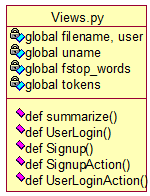 Views.py
global filename, user
global uname
global fstop_words
global tokens
def summarize()
def UserLogin()
def Signup()
def SignupAction()
def UserLoginAction()